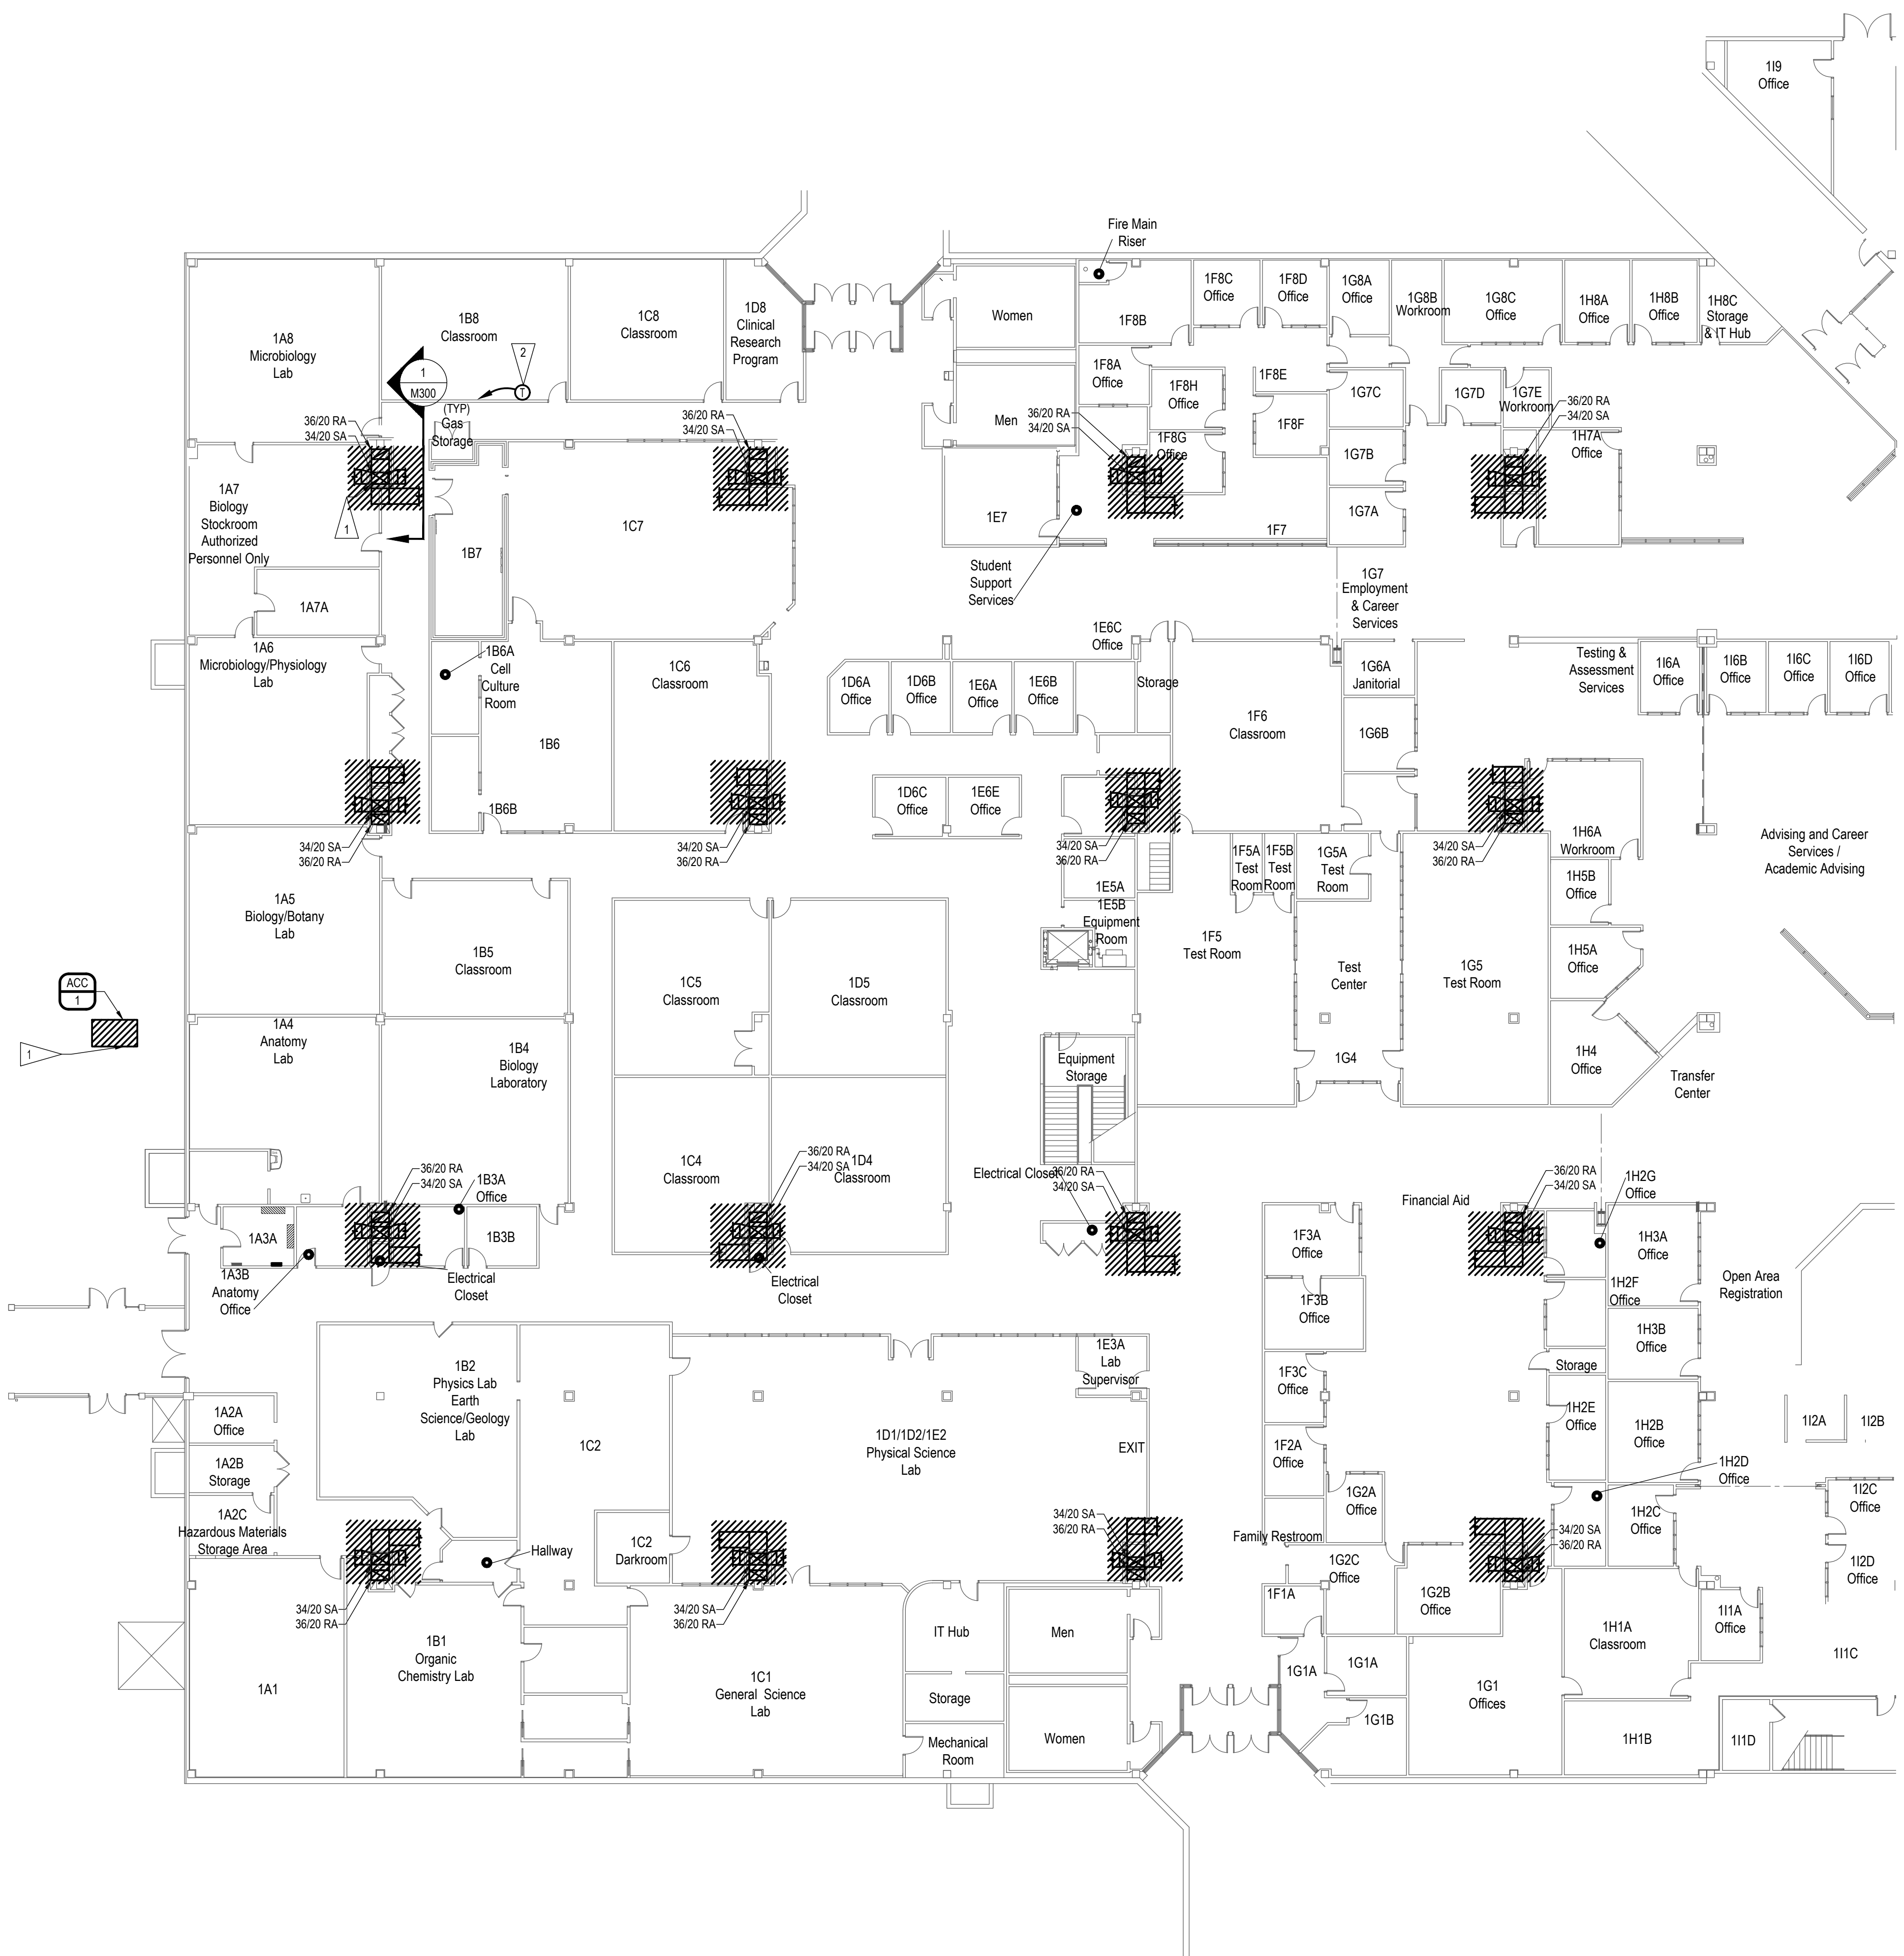 1I9
Office
Fire Main
Riser
1A8
Microbiology
Lab
1B8
Classroom
1C8
Classroom
1D8
Clinical
Research
Program
Women
1F8B
1F8C
Office
1F8D
Office
1G8A
Office
1G8B
Workroom
1G8C
Office
1H8A
Office
1H8B
Office
1H8C
Storage
& IT Hub
1
M300
2
T
(TYP)
Gas
Storage
36/20 RA
34/20 SA
36/20 RA
34/20 SA
Men
36/20 RA
34/20 SA
1F8A
Office
1F8H
Office
1F8E
1F8F
1F8G
Office
1G7C
1G7D
1G7E
Workroom
36/20 RA
34/20 SA
1H7A
Office
1G7B
1G7A
1A7
Biology
Stockroom
Authorized
Personnel Only
1
1B7
1C7
1E7
1F7
Student
Support
Services
1G7
Employment
& Career
Services
1A7A
1A6
Microbiology/Physiology
Lab
1B6A
Cell
Culture
Room
1C6
Classroom
1B6
1B6B
1D6A
Office
1D6B
Office
1E6A
Office
1E6B
Office
1E6C
Office
Storage
1F6
Classroom
1G6A
Janitorial
1G6B
Testing &
Assessment
Services
1I6A
Office
1I6B
Office
1I6C
Office
1I6D
Office
1D6C
Office
1E6E
Office
34/20 SA
36/20 RA
34/20 SA
36/20 RA
34/20 SA
36/20 RA
34/20 SA
36/20 RA
1H6A
Workroom
Advising and Career
Services /
Academic Advising
1A5
Biology/Botany
Lab
1B5
Classroom
1C5
Classroom
1D5
Classroom
1E5A
1E5B
Equipment
Room
1F5A
Test
Room
1F5B
Test
Room
1G5A
Test
Room
1F5
Test Room
Test
Center
1G5
Test Room
1H5B
Office
1H5A
Office
ACC
1
1
1A4
Anatomy
Lab
1B4
Biology
Laboratory
Equipment
Storage
1G4
1H4
Office
Transfer
Center
1C4
Classroom
36/20 RA
34/20 SA
1D4
Classroom
36/20 RA
34/20 SA
1B3A
Office
Electrical Closet
36/20 RA
34/20 SA
Financial Aid
36/20 RA
34/20 SA
1H2G
Office
1A3A
1B3B
1A3B
Anatomy
Office
Electrical
Closet
Electrical
Closet
1F3A
Office
1F3B
Office
1H3A
Office
1H2F
Office
Open Area
Registration
1H3B
Office
1B2
Physics Lab
Earth
Science/Geology
Lab
1E3A
Lab
Supervisor
1F3C
Office
Storage
1A2A
Office
1A2B
Storage
1C2
1D1/1D2/1E2
Physical Science
Lab
EXIT
1F2A
Office
1H2E
Office
1H2B
Office
1I2A
1I2B
1H2D
Office
1A2C
Hazardous Materials
Storage Area
1C2
Darkroom
Hallway
34/20 SA
36/20 RA
Family Restroom
1G2A
Office
34/20 SA
36/20 RA
1H2C
Office
1I2C
Office
1I2D
Office
1G2C
Office
1F1A
1G2B
Office
34/20 SA
36/20 RA
34/20 SA
36/20 RA
1A1
1B1
Organic
Chemistry Lab
1C1
General Science
Lab
IT Hub
Storage
Mechanical
Room
Men
Women
1G1A
1G1A
1G1B
1G1
Offices
1H1A
Classroom
1I1A
Office
1I1C
1H1B
1I1D